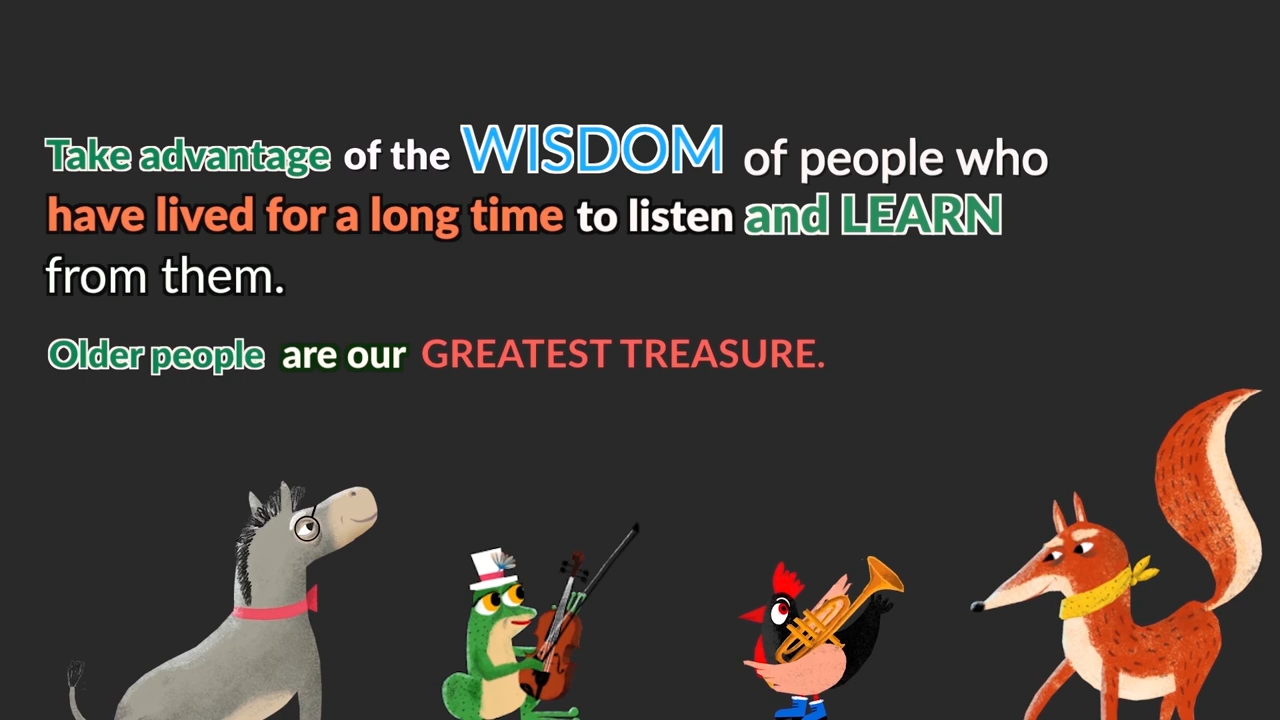 Take advantage of the WISDOM of people who
have lived for a long time to listen and LEARN
from them.
Older people are our GREATEST TREASURE.